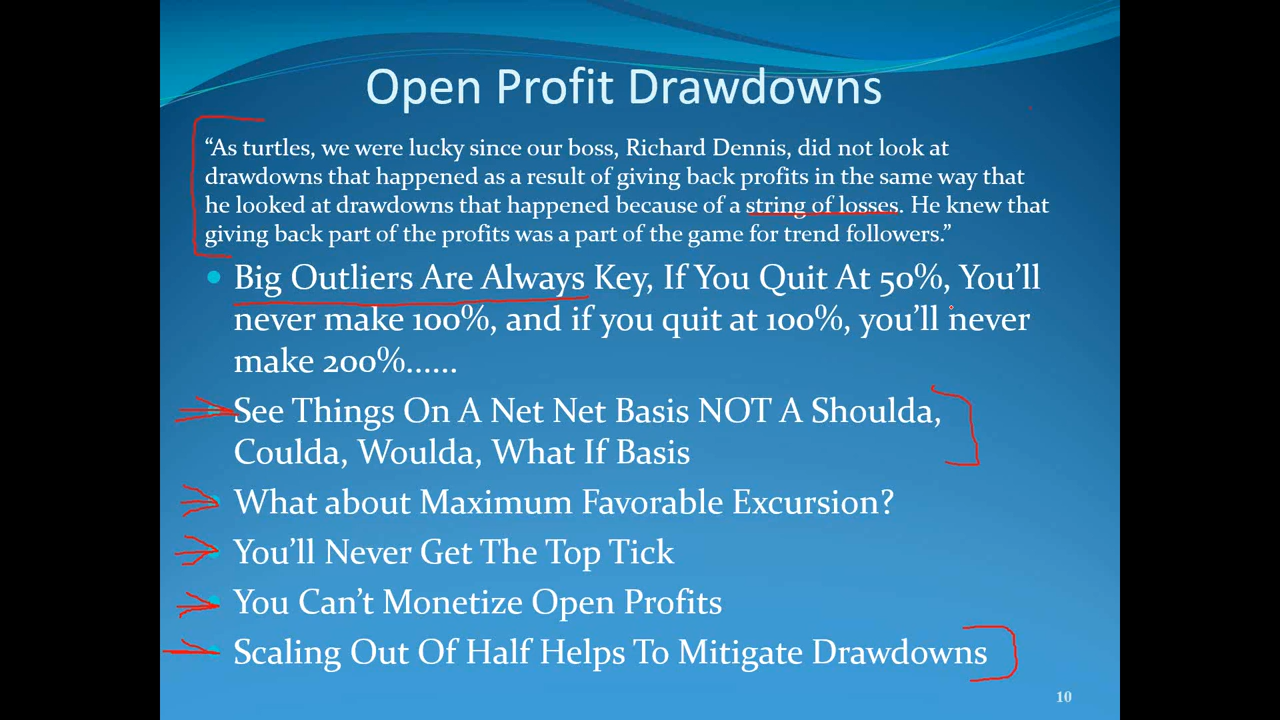 Open Profit Drawdowns
“As turtles, we were lucky since our boss, Richard Dennis, did not look at
drawdowns that happened as a result of giving back profits in the same way that
he looked at drawdowns that happened because of a string of losses. He knew that
giving back part of the profits was a part of the game for trend followers.”
Big Outliers Are Always Key, If You Quit At 50%, You’ll
never make 100%, and if you quit at 100%, you’ll never
make 200%......
See Things On A Net Net Basis NOT A Shoulda,
Coulda, Woulda, What If Basis
What about Maximum Favorable Excursion?
You’ll Never Get The Top Tick
You Can’t Monetize Open Profits
Scaling Out Of Half Helps To Mitigate Drawdowns
10